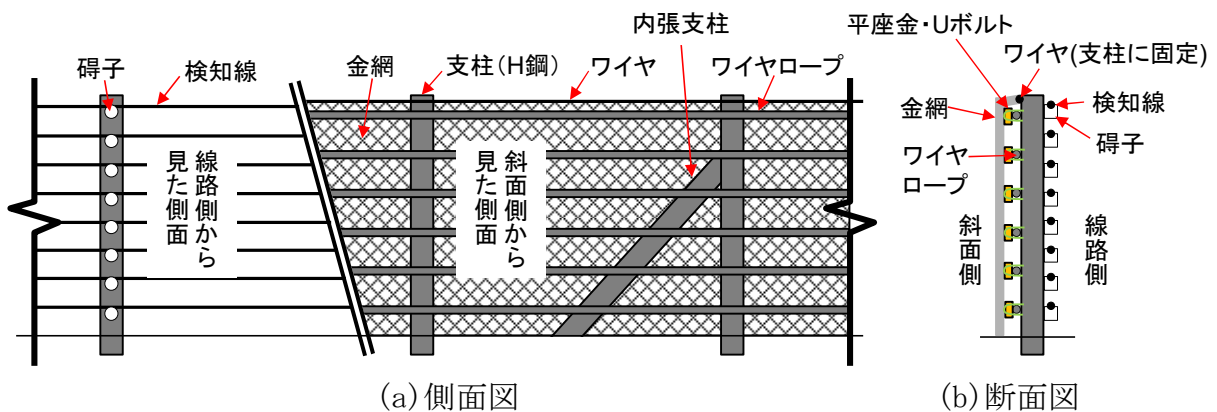 碍子
検知線
金網
支柱（H鋼）
ワイヤ
内張支柱
ワイヤロープ
線路側から
見た側面
斜面側から
見た側面
(a)側面図
平座金・Uボルト
ワイヤ(支柱に固定)
金網
検知線
碍子
ワイヤ
ロープ
斜面側
線路側
(b)断面図